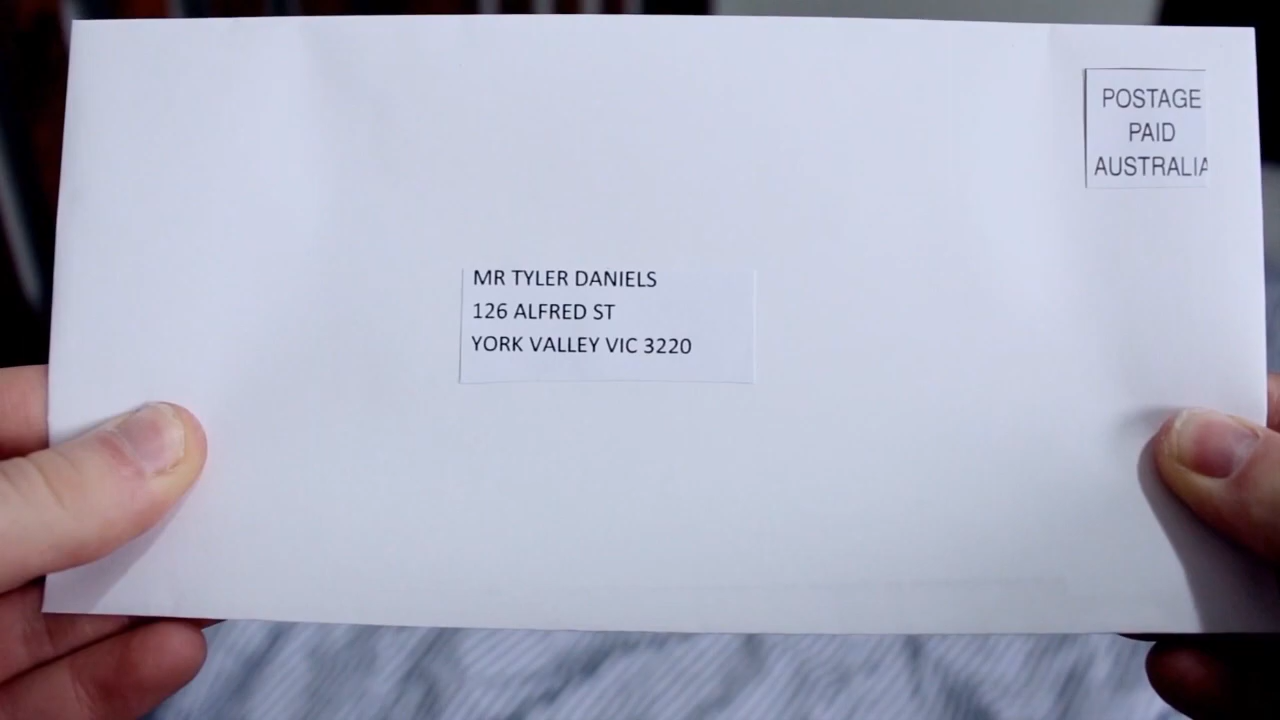 POSTAGE
PAID
AUSTRALIA
MR TYLER DANIELS
126 ALFRED ST
YORK VALLEY VIC 3220